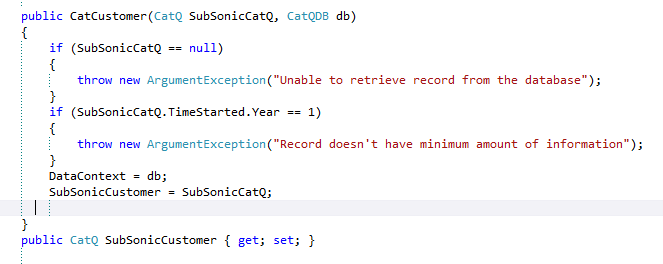 public CatCustomer(CatQ SubSonicCatQ, CatQDB db)
{
if (SubSonicCatQ == null)
{
throw new ArgumentException("Unable to retrieve record from the database");
}
if (SubSonicCatQ.TimeStarted.Year == 1)
{
throw new ArgumentException("Record doesn't have minimum amount of information");
}
DataContext = db;
SubSonicCustomer = SubSonicCatQ;
}
public CatQ SubSonicCustomer { get; set; }